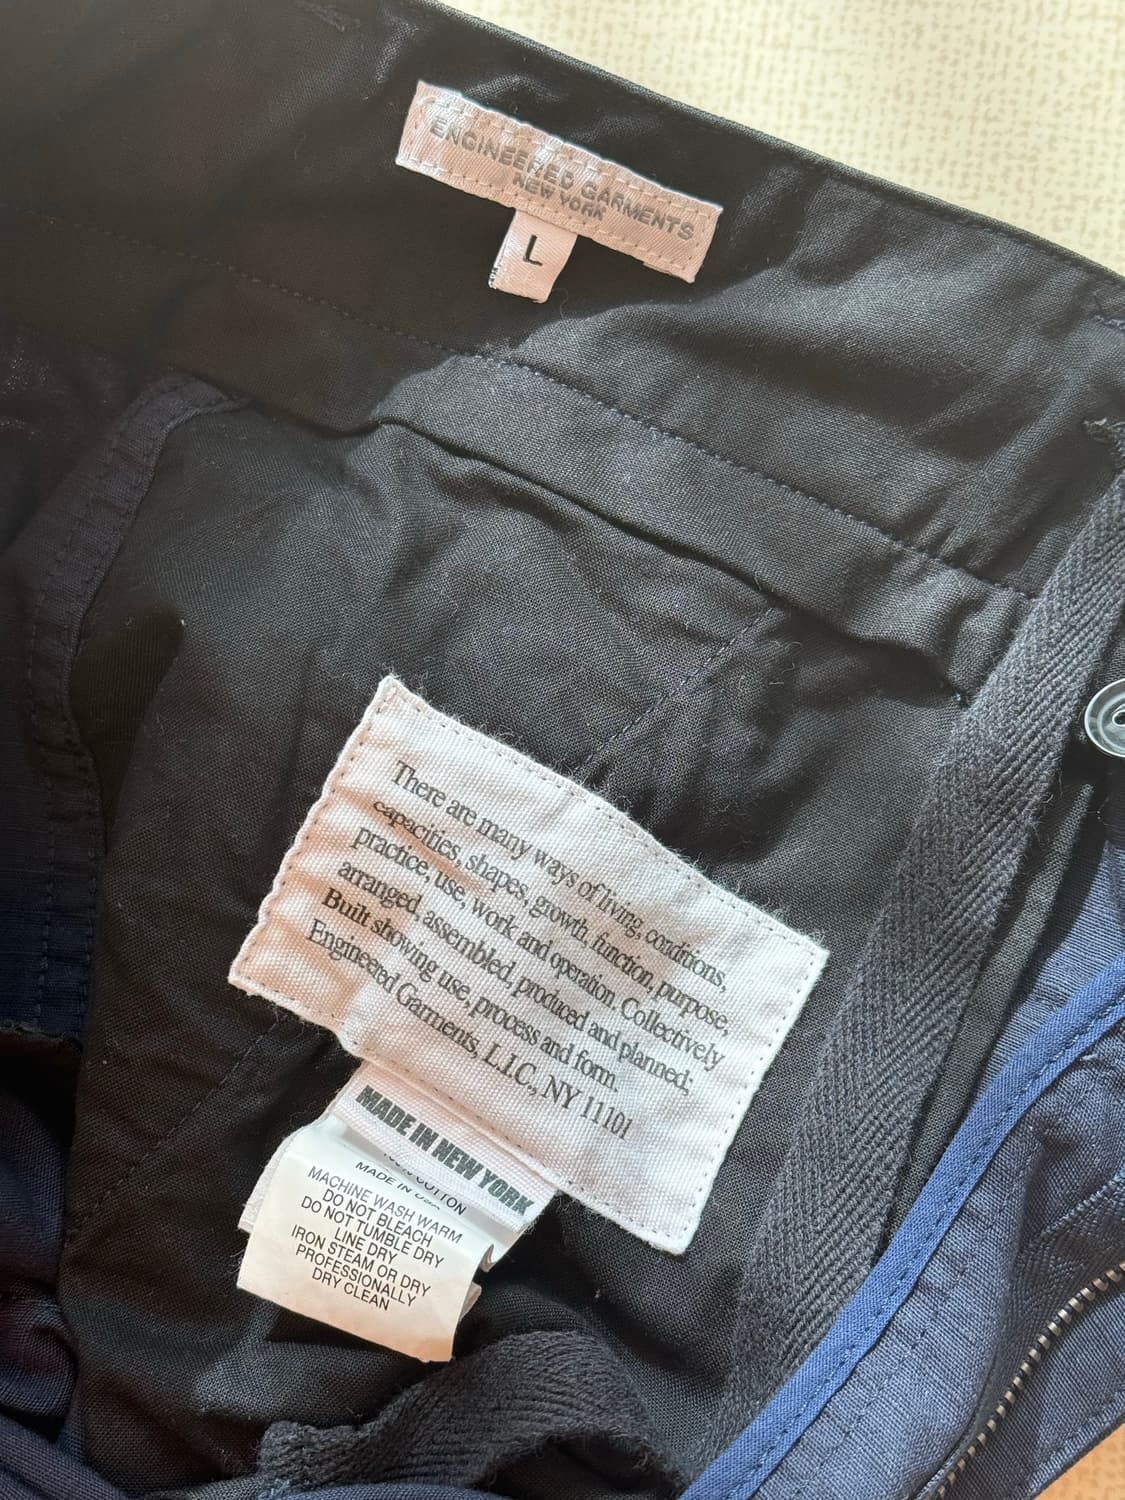 ENGINEERED GARMENTS
NEW YORK
L
There are many ways of living, conditions,
capacities, shapes, growth, function, purpose,
practice, use, work and operation. Collectively
arranged, assembled, produced and planned;
Built showing use, process and form.
Engineered Garments, L.I.C., NY 11101
MADE IN NEW YORK
COTTON
MADE IN
MACHINE WASH WARM
DO NOT BLEACH
DO NOT TUMBLE DRY
LINE DRY
IRON STEAM OR DRY
PROFESSIONALLY
DRY CLEAN